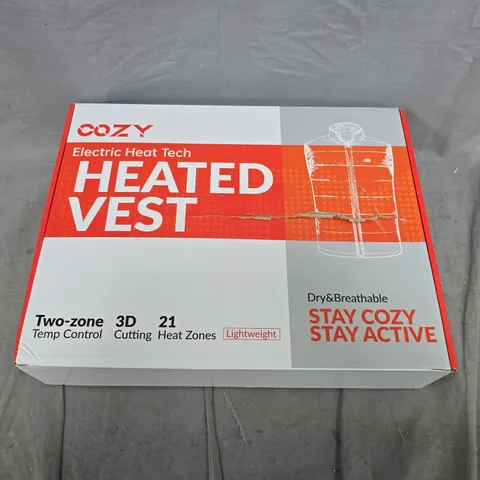 COZY
Electric Heat Tech
HEATED
VEST
Two-zone 3D 21
Temp Control Cutting Heat Zones Lightweight
Dry&Breathable
STAY COZY
STAY ACTIVE